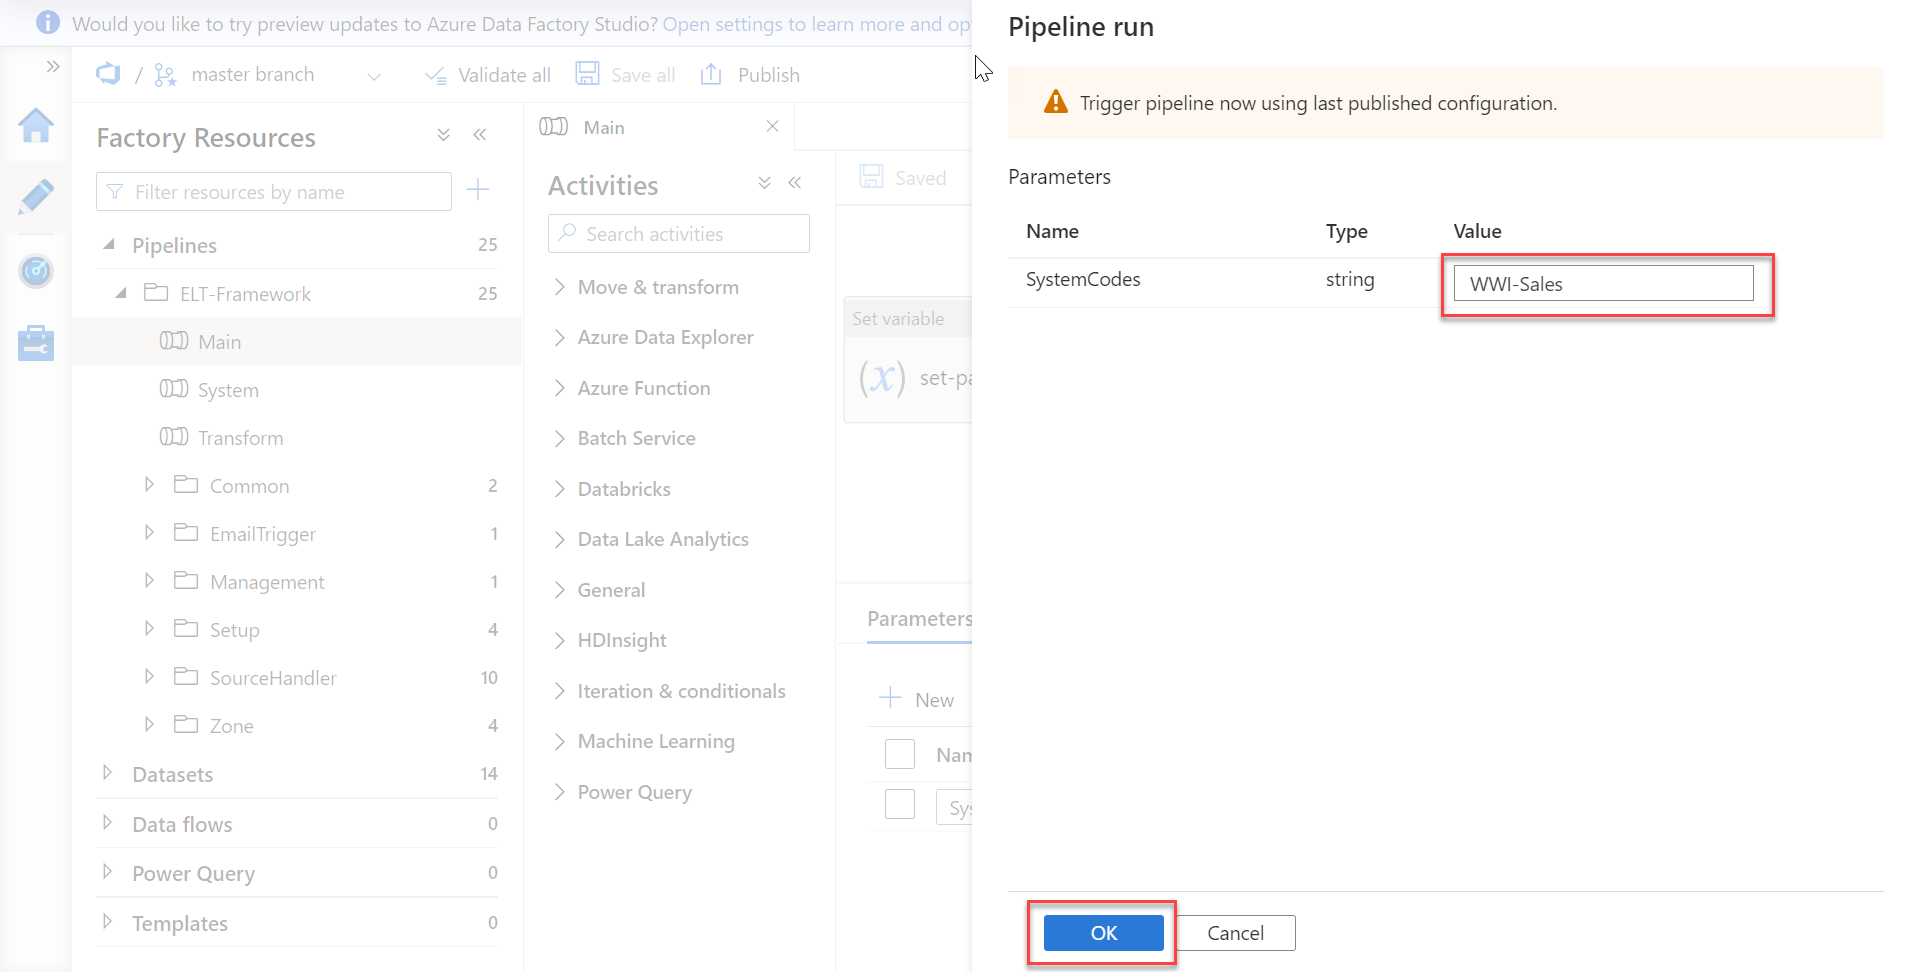 Would you like to try preview updates to Azure Data Factory Studio? Open settings to learn more and op
/ master branch
Validate all
Save all
Publish
Factory Resources
Filter resources by name
Pipelines 25
ELT-Framework 25
Main
System
Transform
Common 2
EmailTrigger 1
Management 1
Setup 4
SourceHandler 10
Zone 4
Datasets 14
Data flows 0
Power Query 0
Templates 0
Main
Activities
Search activities
Move & transform
Azure Data Explorer
Azure Function
Batch Service
Databricks
Data Lake Analytics
General
HDInsight
Iteration & conditionals
Machine Learning
Power Query
Saved
Set variable
(x) set-pa
Parameters
New
Nam
Sys
Pipeline run
Trigger pipeline now using last published configuration.
Parameters
Name Type Value
SystemCodes string WWI-Sales
OK Cancel